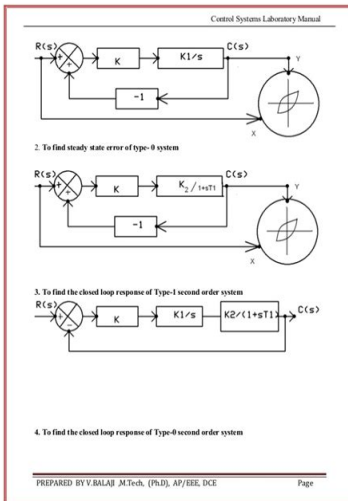 Control Systems Laboratory Manual
R(s) C(s)
K K1/s Y
-1
X
2. To find steady state error of type- 0 system
R(s) C(s)
K K2/1+sT1 Y
-1
X
3. To find the closed loop response of Type-1 second order system
R(s) C(s)
K K1/s K2/(1+sT1)
4. To find the closed loop response of Type-0 second order system
PREPARED BY V.BALAJI ,M.Tech, (Ph.D), AP/EEE, DCE Page